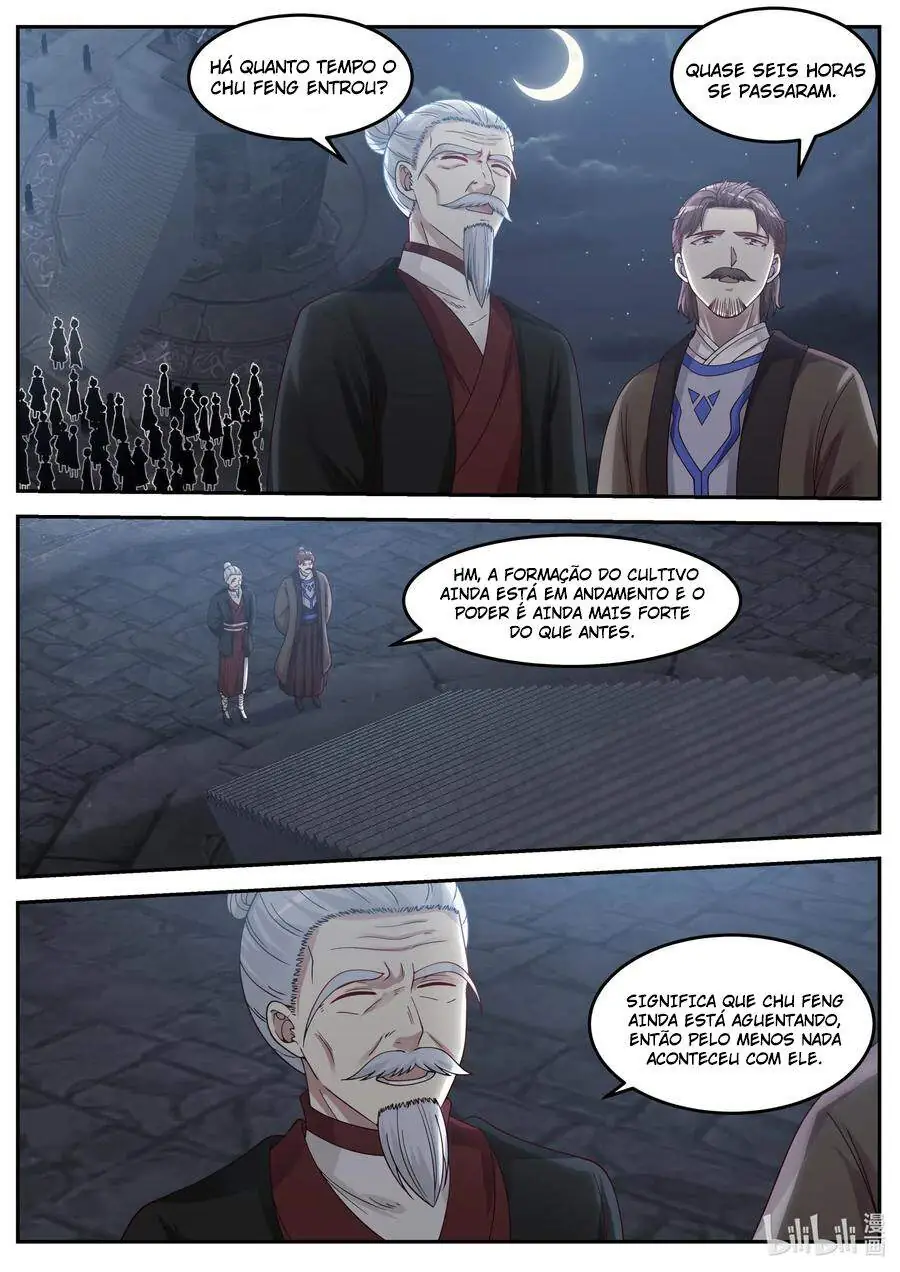 HÁ QUANTO TEMPO O
CHU FENG ENTROU?
QUASE SEIS HORAS
SE PASSARAM.
HM, A FORMAÇÃO DO CULTIVO
AINDA ESTÁ EM ANDAMENTO E O
PODER É AINDA MAIS FORTE
DO QUE ANTES.
SIGNIFICA QUE CHU FENG
AINDA ESTÁ AGUENTANDO,
ENTÃO PELO MENOS NADA
ACONTECEU COM ELE.
bilibili 漫画